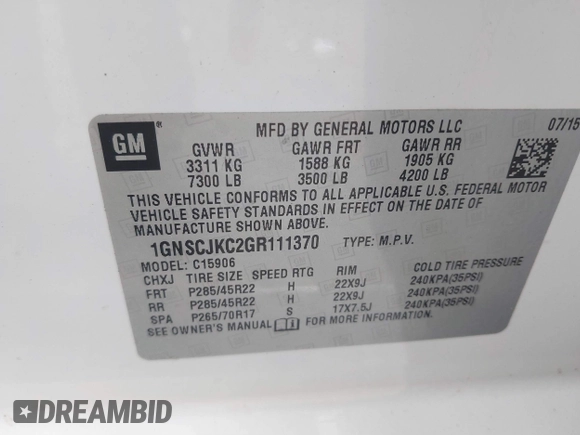 GM®
MFD BY GENERAL MOTORS LLC 07/15
GVWR GAWR FRT GAWR RR
3311 KG 1588 KG 1905 KG
7300 LB 3500 LB 4200 LB
THIS VEHICLE CONFORMS TO ALL APPLICABLE U.S. FEDERAL MOTOR
VEHICLE SAFETY STANDARDS IN EFFECT ON THE DATE OF
MANUFACTURE SHOWN ABOVE.
1GNSCJKC2GR111370 TYPE: M.P.V.
MODEL: C15906
CHXJ TIRE SIZE SPEED RTG RIM COLD TIRE PRESSURE
FRT P285/45R22 H 22X9J 240KPA(35PSI)
RR P285/45R22 H 22X9J 240KPA(35PSI)
SPA P265/70R17 S 17X7.5J 240KPA(35PSI)
SEE OWNER'S MANUAL FOR MORE INFORMATION.
DREAMBID